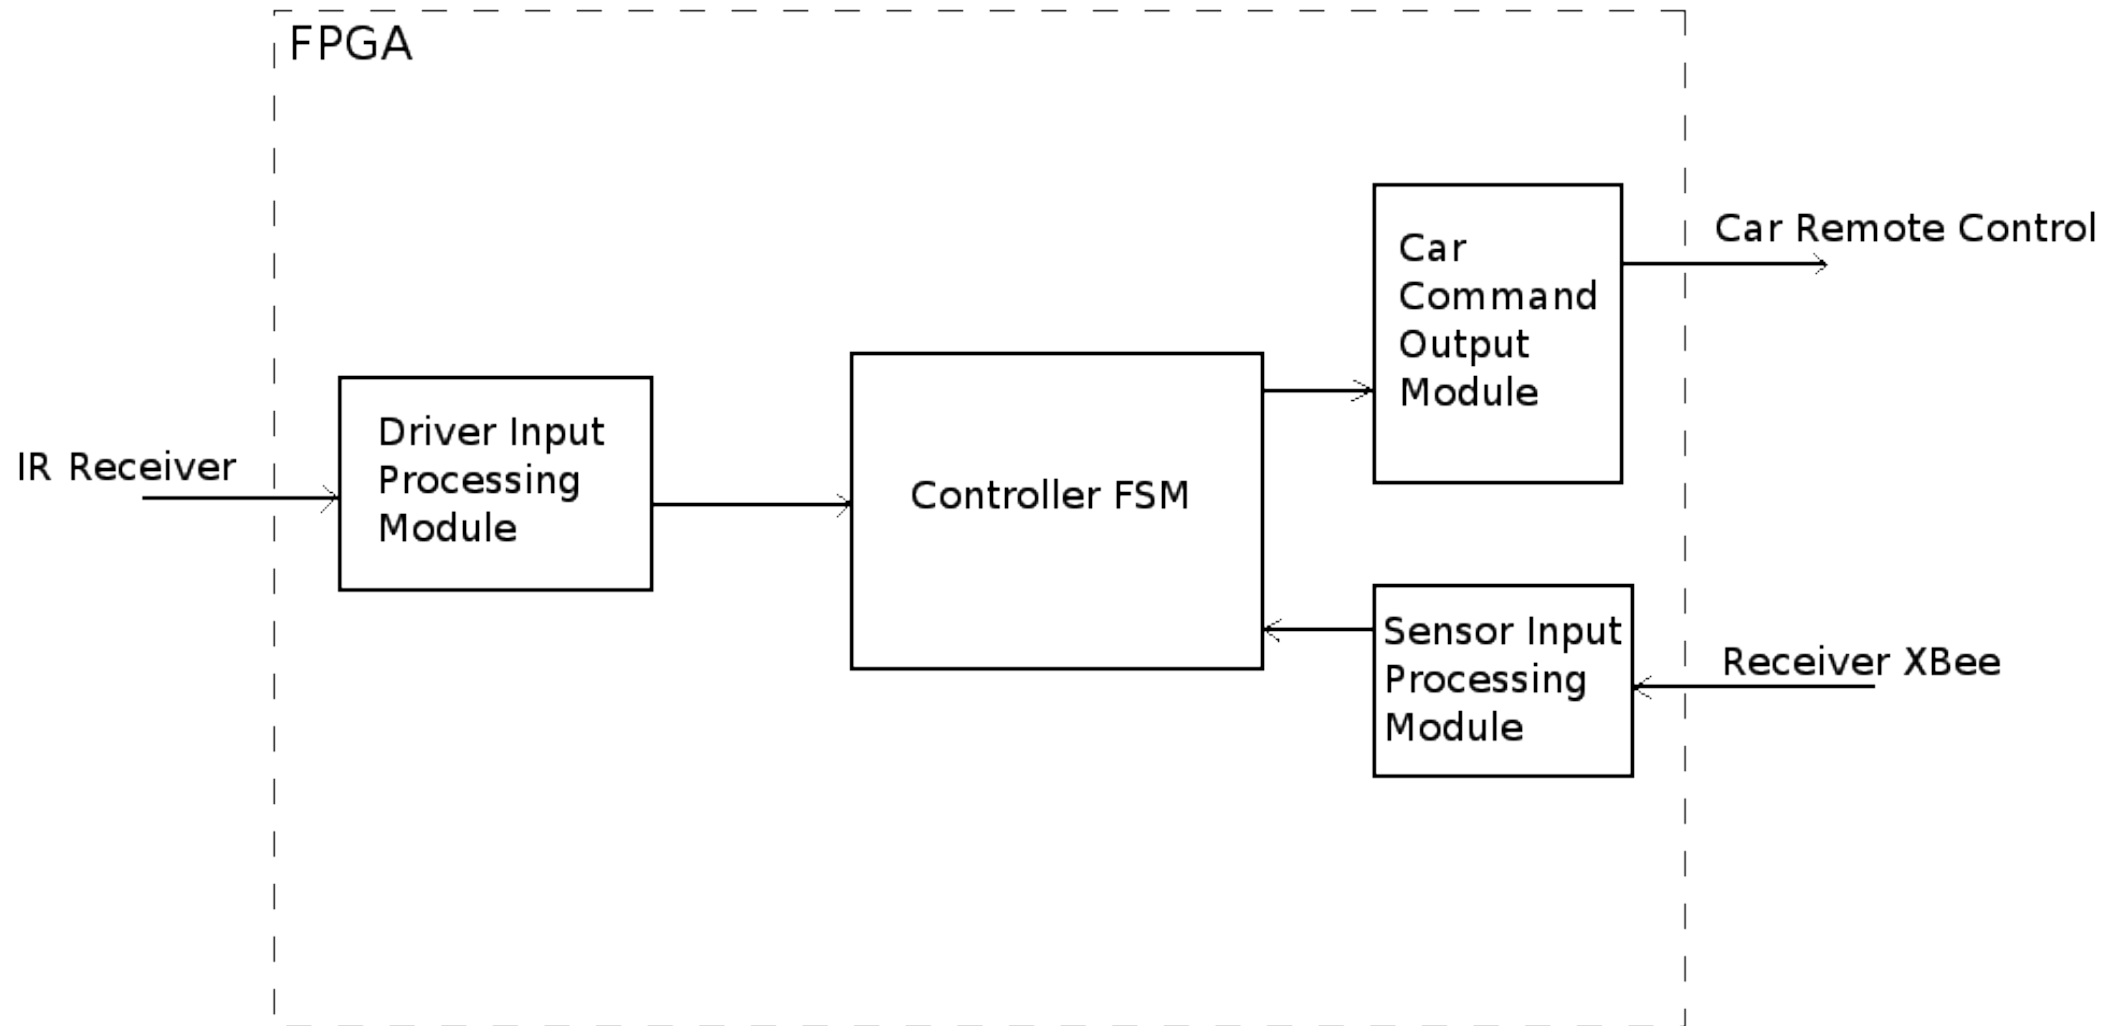 FPGA
IR Receiver
Driver Input
Processing
Module
Controller FSM
Car
Command
Output
Module
Car Remote Control
Sensor Input
Processing
Module
Receiver XBee